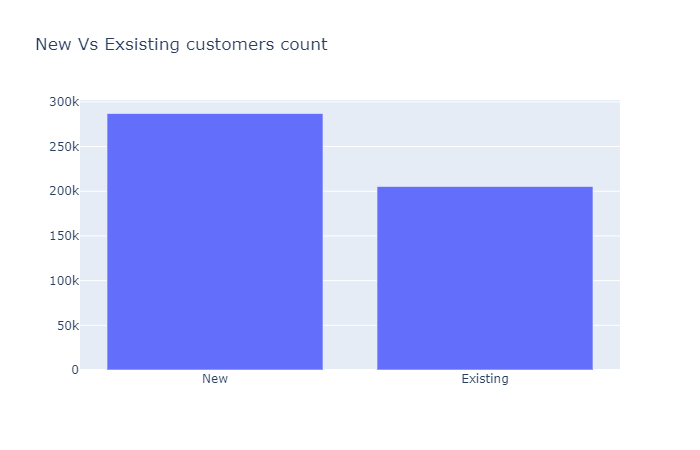 New Vs Exsisting customers count
300k
250k
200k
150k
100k
50k
0
New Existing